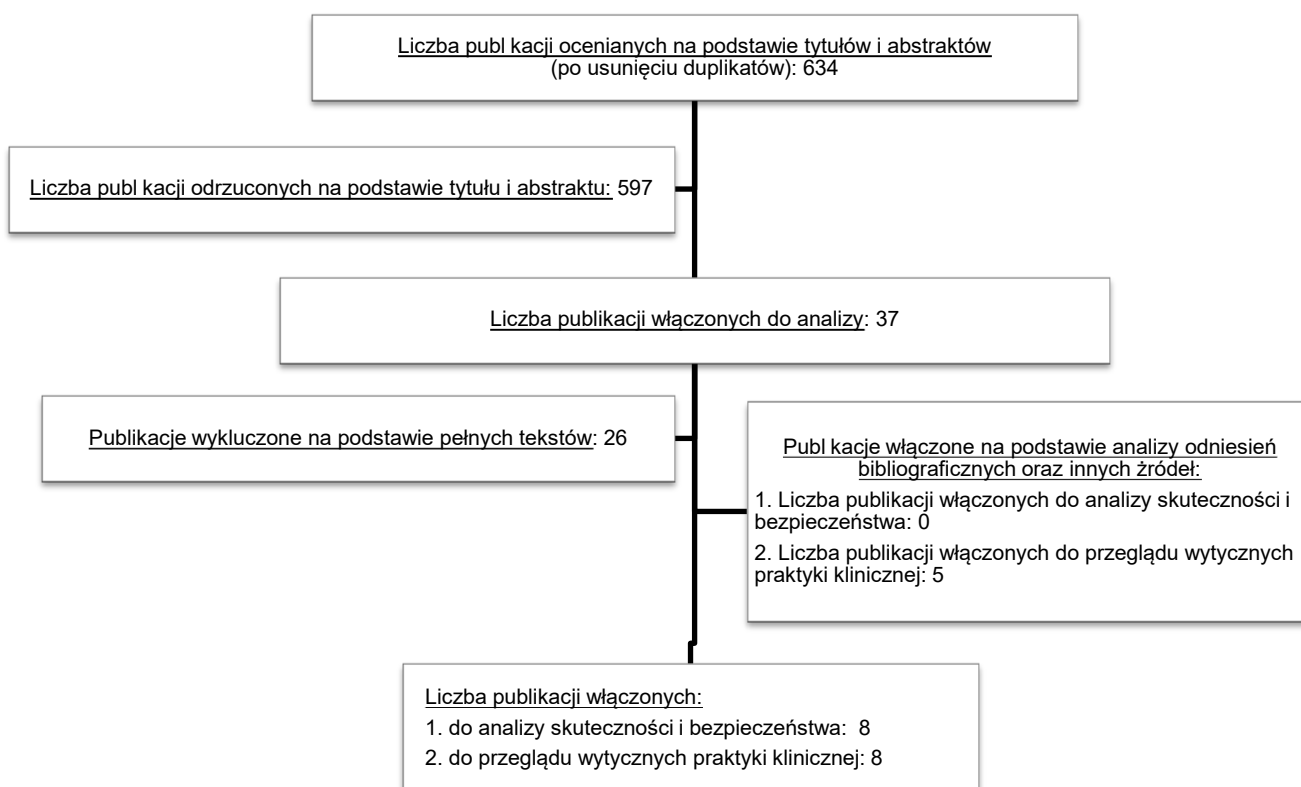 Liczba publ kacji ocenianych na podstawie tytułów i abstraktów
(po usunięciu duplikatów): 634
Liczba publ kacji odrzuconych na podstawie tytułu i abstraktu: 597
Liczba publikacji włączonych do analizy: 37
Publikacje wykluczone na podstawie pełnych tekstów: 26
Publ kacje włączone na podstawie analizy odniesień
bibliograficznych oraz innych źródeł:
1. Liczba publikacji włączonych do analizy skuteczności i
bezpieczeństwa: 0
2. Liczba publikacji włączonych do przeglądu wytycznych
praktyki klinicznej: 5
Liczba publikacji włączonych:
1. do analizy skuteczności i bezpieczeństwa: 8
2. do przeglądu wytycznych praktyki klinicznej: 8